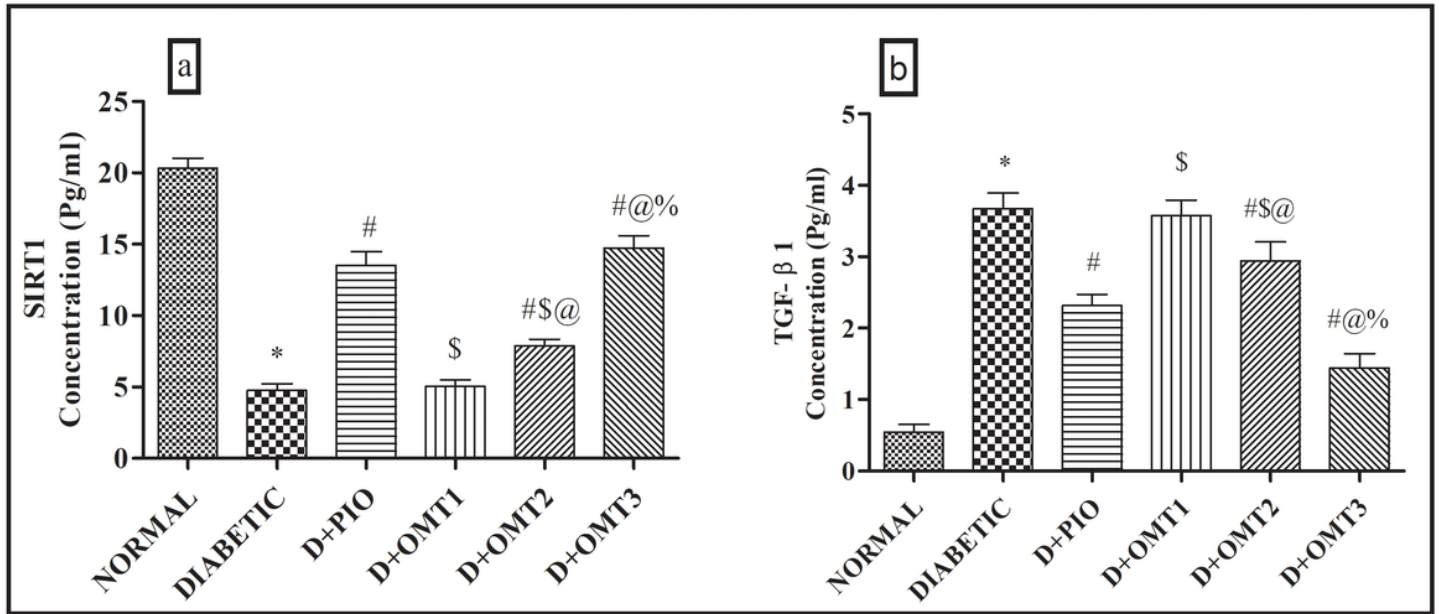 a
25
20
15
10
5
0
SIRT1
Concentration (Pg/ml)
*
#
$
#$@
#@%
NORMAL
DIABETIC
D+PIO
D+OMT1
D+OMT2
D+OMT3
b
5
4
3
2
1
0
TGF- β 1
Concentration (Pg/ml)
*
#
$
#$@
#@%
NORMAL
DIABETIC
D+PIO
D+OMT1
D+OMT2
D+OMT3